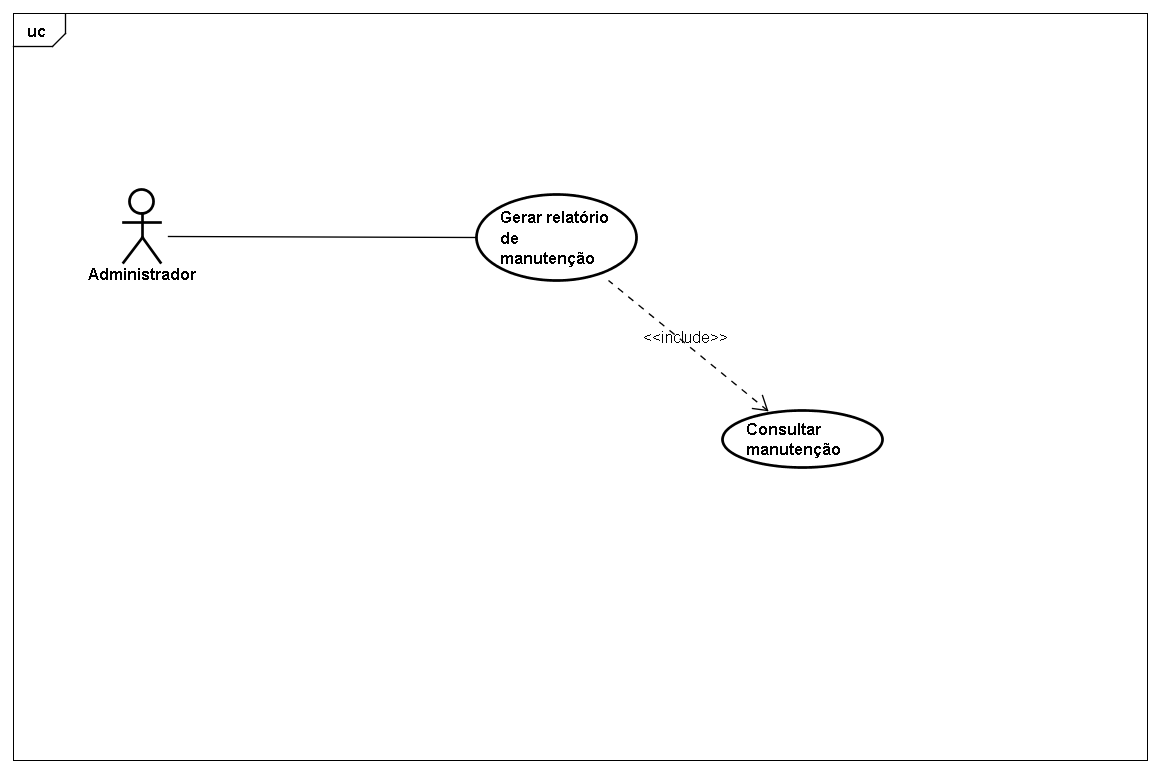 uc
Gerar relatório
de
manutenção
Administrador
<<include>>
Consultar
manutenção